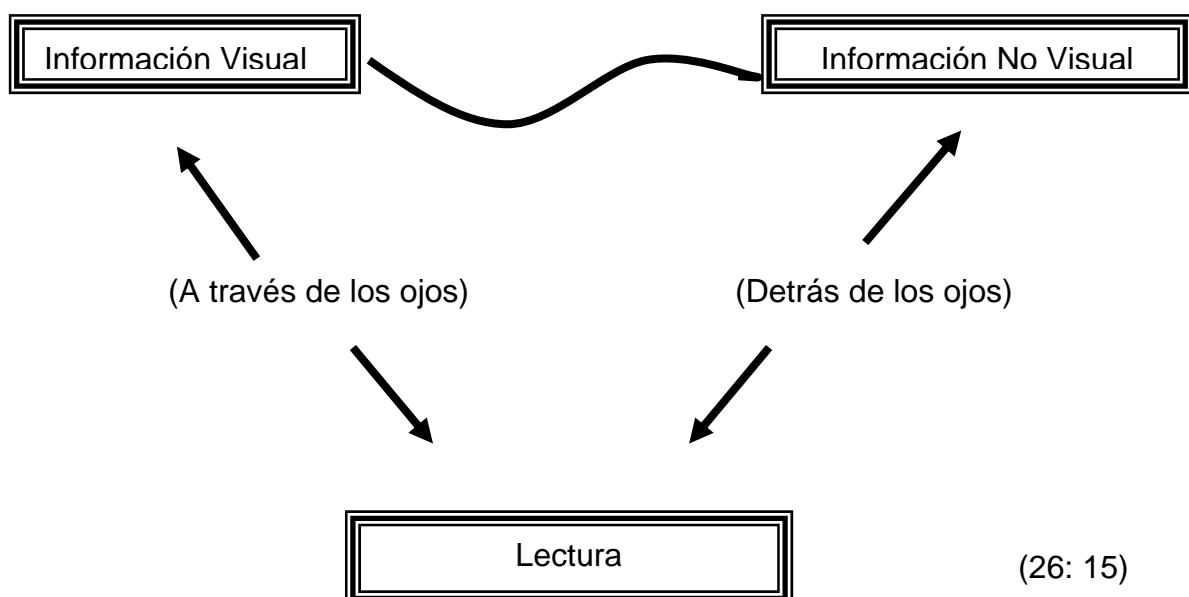 Información Visual
Información No Visual
(A través de los ojos)
(Detrás de los ojos)
Lectura
(26: 15)